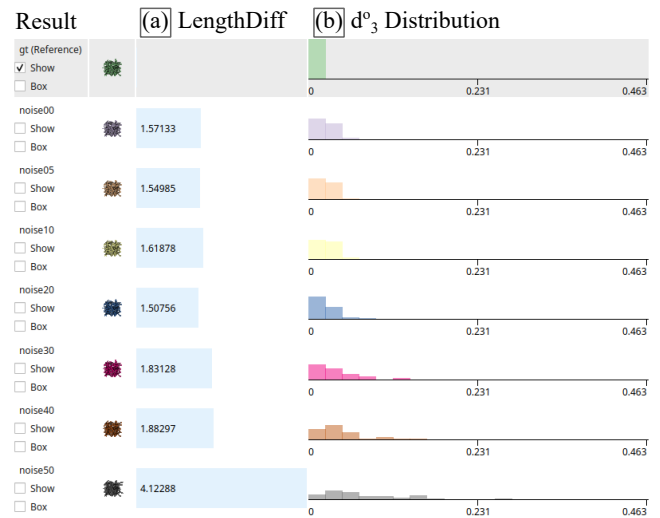 Result (a) LengthDiff (b) d°₃ Distribution
gt (Reference)
Show
Box
0 0.231 0.463
noise00
Show
Box
1.57133
0 0.231 0.463
noise05
Show
Box
1.54985
0 0.231 0.463
noise10
Show
Box
1.61878
0 0.231 0.463
noise20
Show
Box
1.50756
0 0.231 0.463
noise30
Show
Box
1.83128
0 0.231 0.463
noise40
Show
Box
1.88297
0 0.231 0.463
noise50
Show
Box
4.12288
0 0.231 0.463